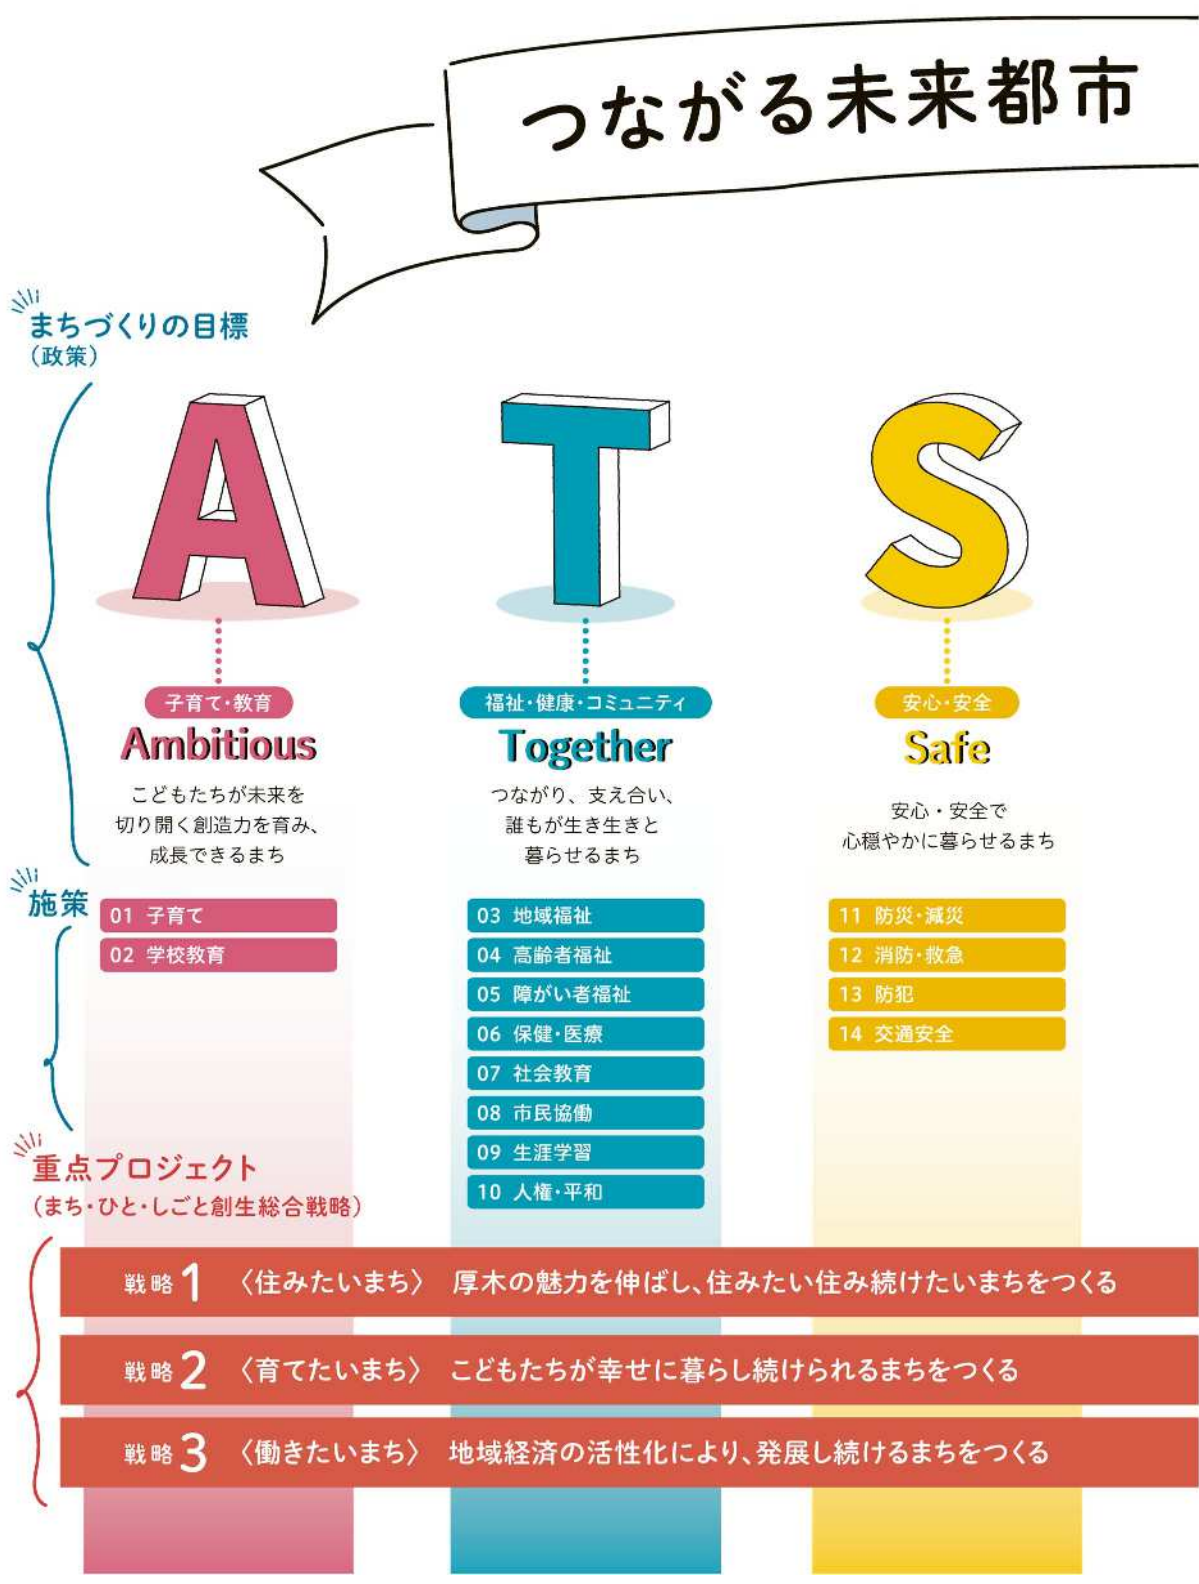 つながる未来都市
まちづくりの目標
（政策）
A
T
S
子育て・教育
Ambitious
こどもたちが未来を
切り開く創造力を育み、
成長できるまち
福祉・健康・コミュニティ
Together
つながり、支え合い、
誰もが生き生きと
暮らせるまち
安心・安全
Safe
安心・安全で
心穏やかに暮らせるまち
施策
01 子育て
02 学校教育
03 地域福祉
04 高齢者福祉
05 障がい者福祉
06 保健・医療
07 社会教育
08 市民協働
09 生涯学習
10 人権・平和
11 防災・減災
12 消防・救急
13 防犯
14 交通安全
重点プロジェクト
（まち・ひと・しごと創生総合戦略）
戦略1 〈住みたいまち〉 厚木の魅力を伸ばし、住みたい住み続けたいまちをつくる
戦略2 〈育てたいまち〉 こどもたちが幸せに暮らし続けられるまちをつくる
戦略3 〈働きたいまち〉 地域経済の活性化により、発展し続けるまちをつくる